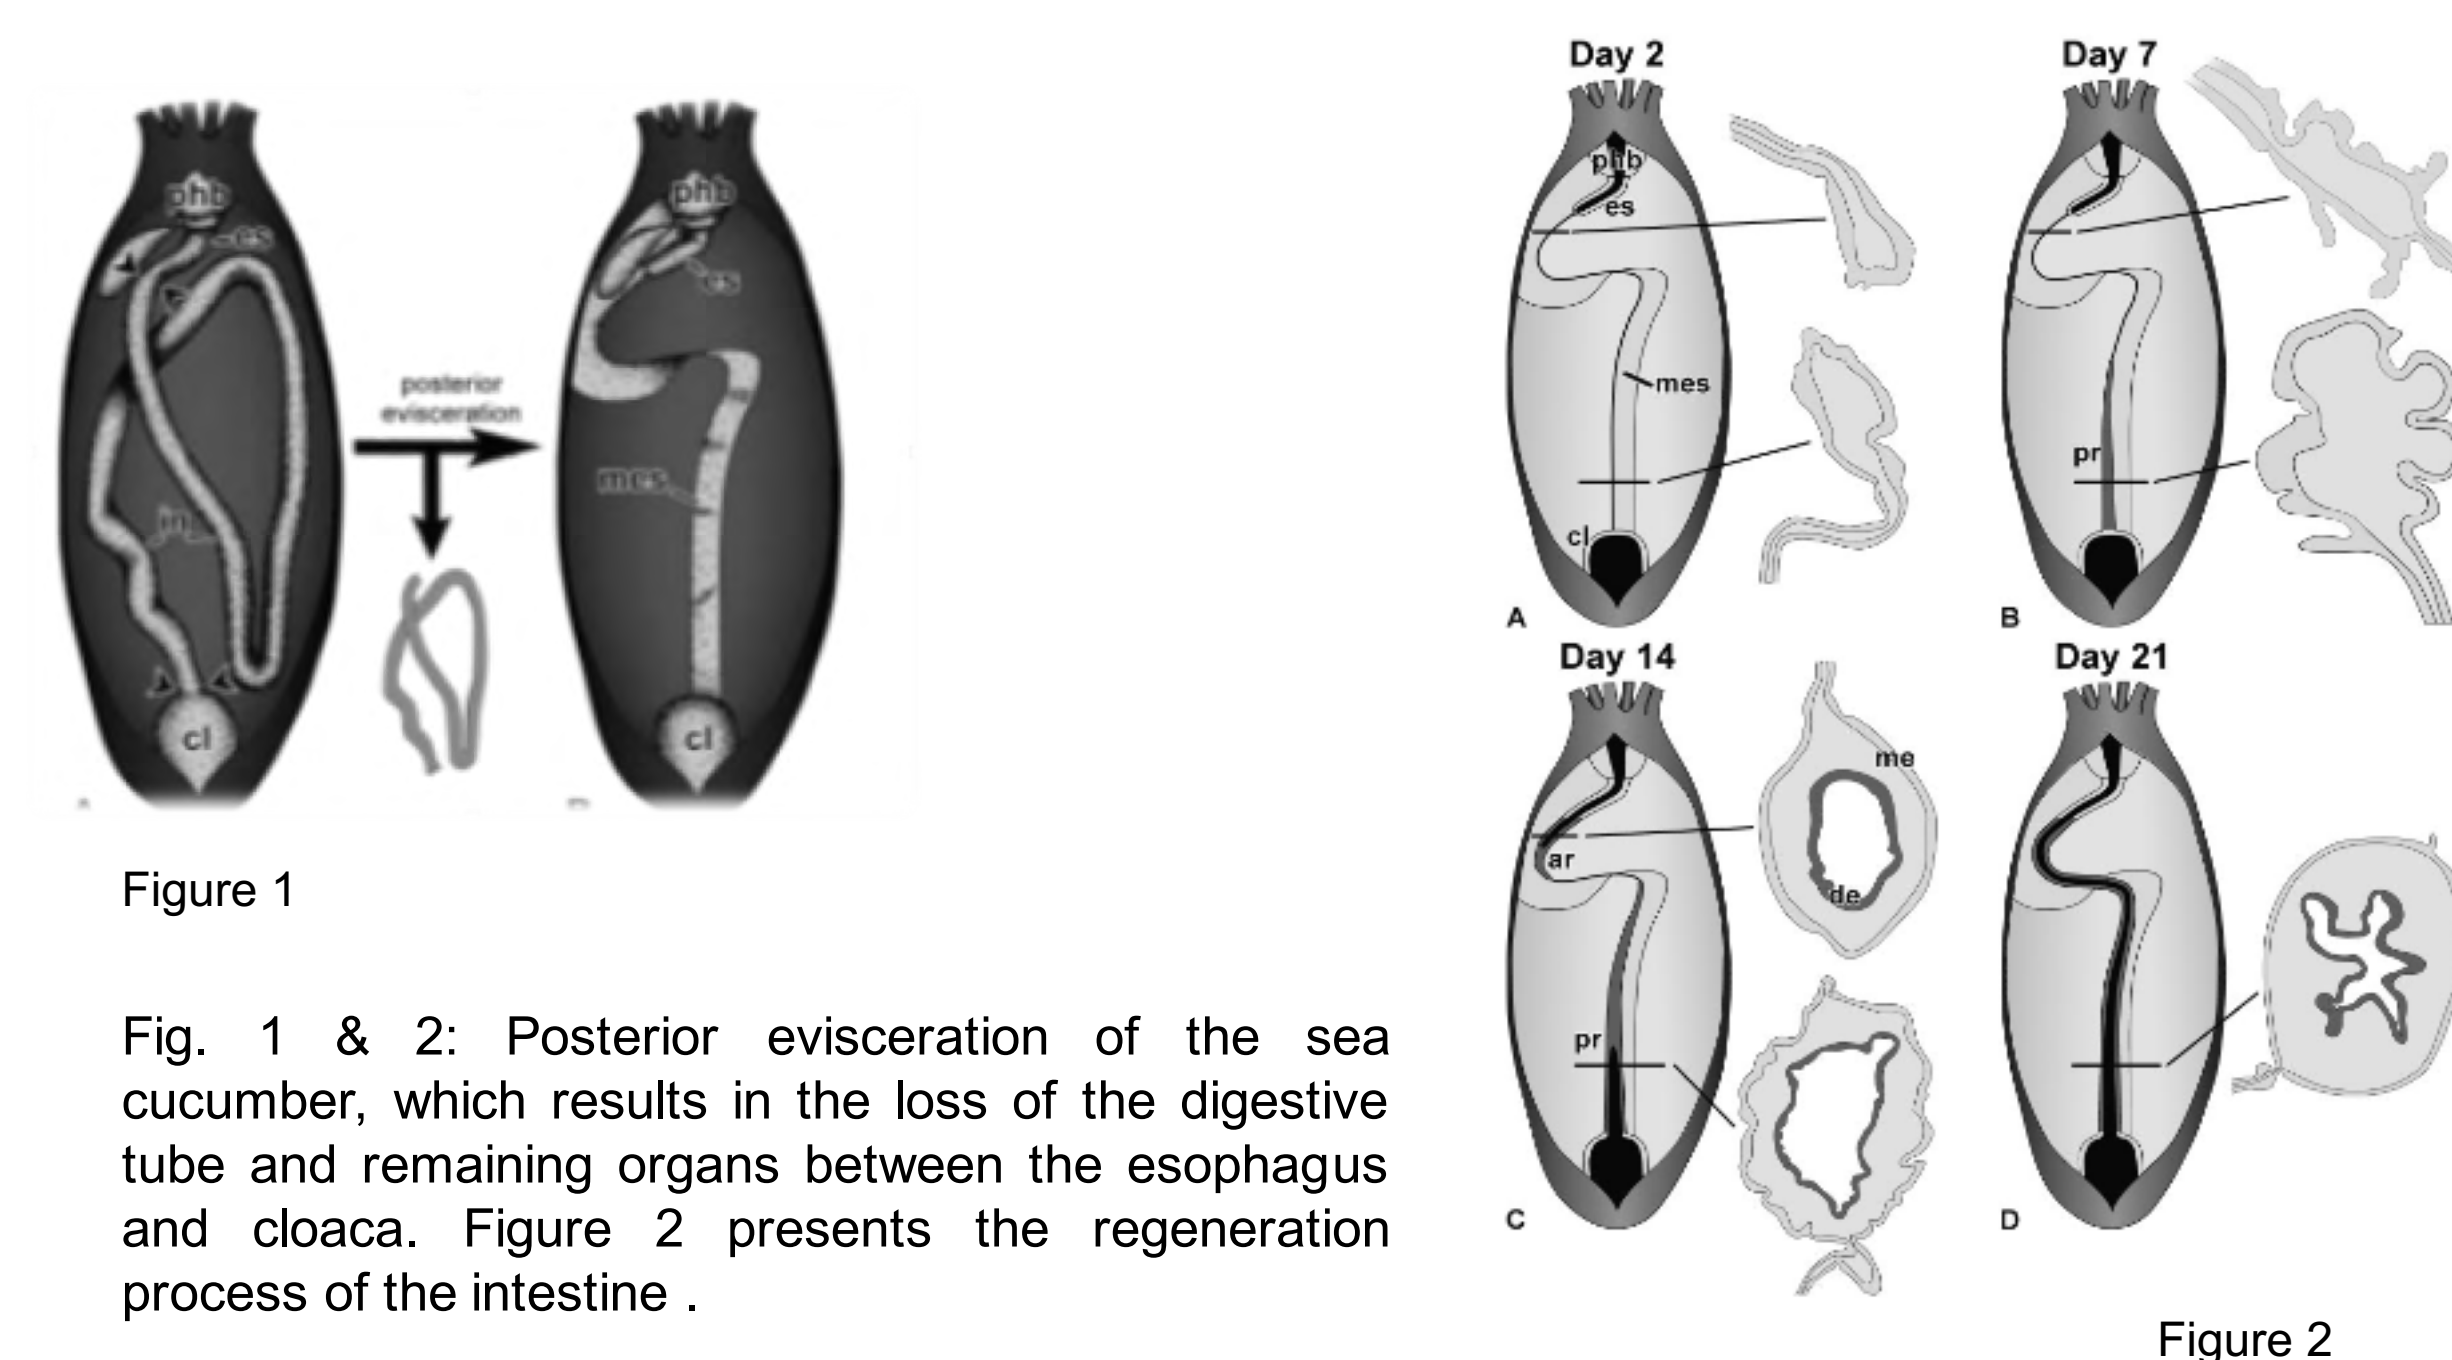 phb
es
in
cl
posterior
evisceration
phb
es
mes
cl
Figure 1
Fig. 1 & 2: Posterior evisceration of the sea
cucumber, which results in the loss of the digestive
tube and remaining organs between the esophagus
and cloaca. Figure 2 presents the regeneration
process of the intestine .
Day 2
phb
es
mes
cl
A
Day 7
pr
B
Day 14
me
ar
de
pr
C
Day 21
D
Figure 2